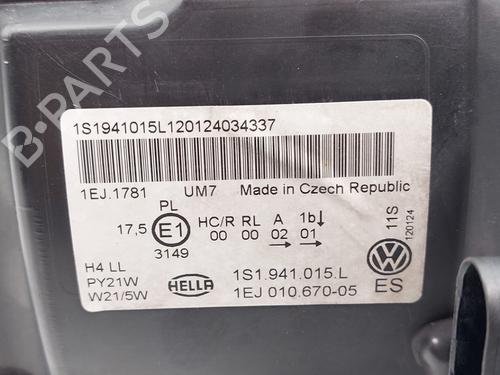 B-PARTS
1S1941015L120124034337
1EJ.1781 UM7 Made in Czech Republic
PL
17,5 E1 HC/R RL A 1b↓
00 00 02 01
3149
11S
120124
H4 LL
PY21W
W21/5W
HELLA
1S1.941.015.L
1EJ 010.670-05
ES